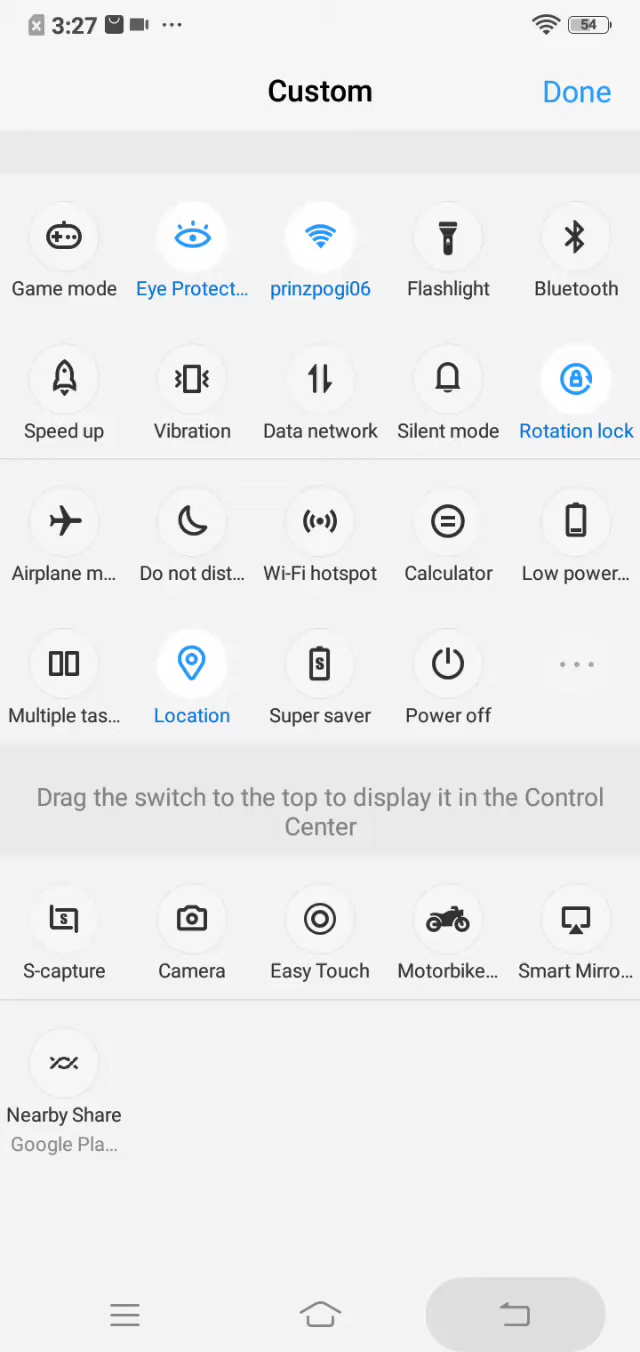 3:27
54
Custom
Done
Game mode
Eye Protect...
prinzpogi06
Flashlight
Bluetooth
Speed up
Vibration
Data network
Silent mode
Rotation lock
Airplane m...
Do not dist...
Wi-Fi hotspot
Calculator
Low power...
Multiple tas...
Location
S
Super saver
Power off
Drag the switch to the top to display it in the Control
Center
S
S-capture
Camera
Easy Touch
Motorbike...
Smart Mirro...
Nearby Share
Google Pla...